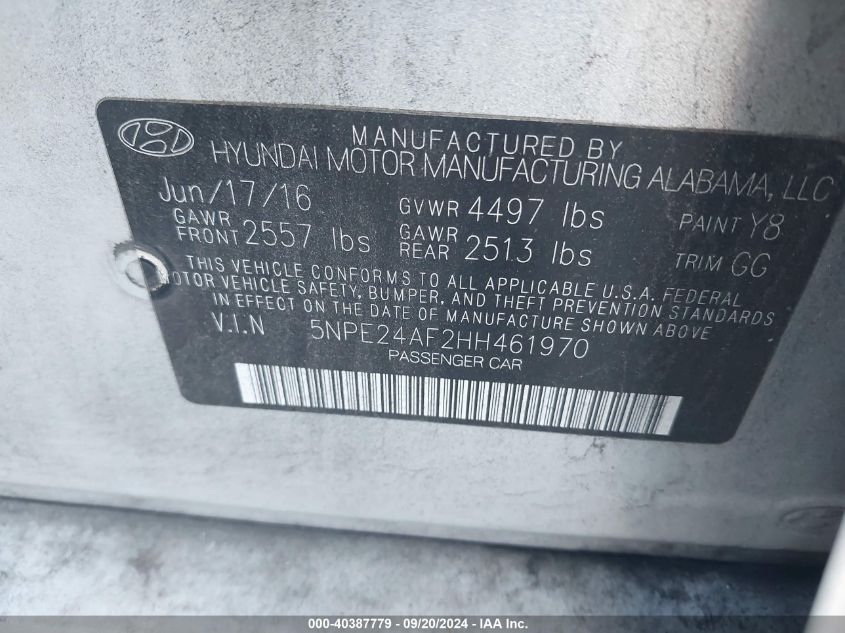 MANUFACTURED BY
HYUNDAI MOTOR MANUFACTURING ALABAMA, LLC
Jun/17/16 GVWR 4497 lbs PAINT Y8
GAWR FRONT 2557 lbs GAWR REAR 2513 lbs TRIM GG
THIS VEHICLE CONFORMS TO ALL APPLICABLE U.S.A. FEDERAL
MOTOR VEHICLE SAFETY, BUMPER, AND THEFT PREVENTION STANDARDS
IN EFFECT ON THE DATE OF MANUFACTURE SHOWN ABOVE.
V.I.N 5NPE24AF2HH461970
PASSENGER CAR
000-40387779 - 09/20/2024 - IAA Inc.